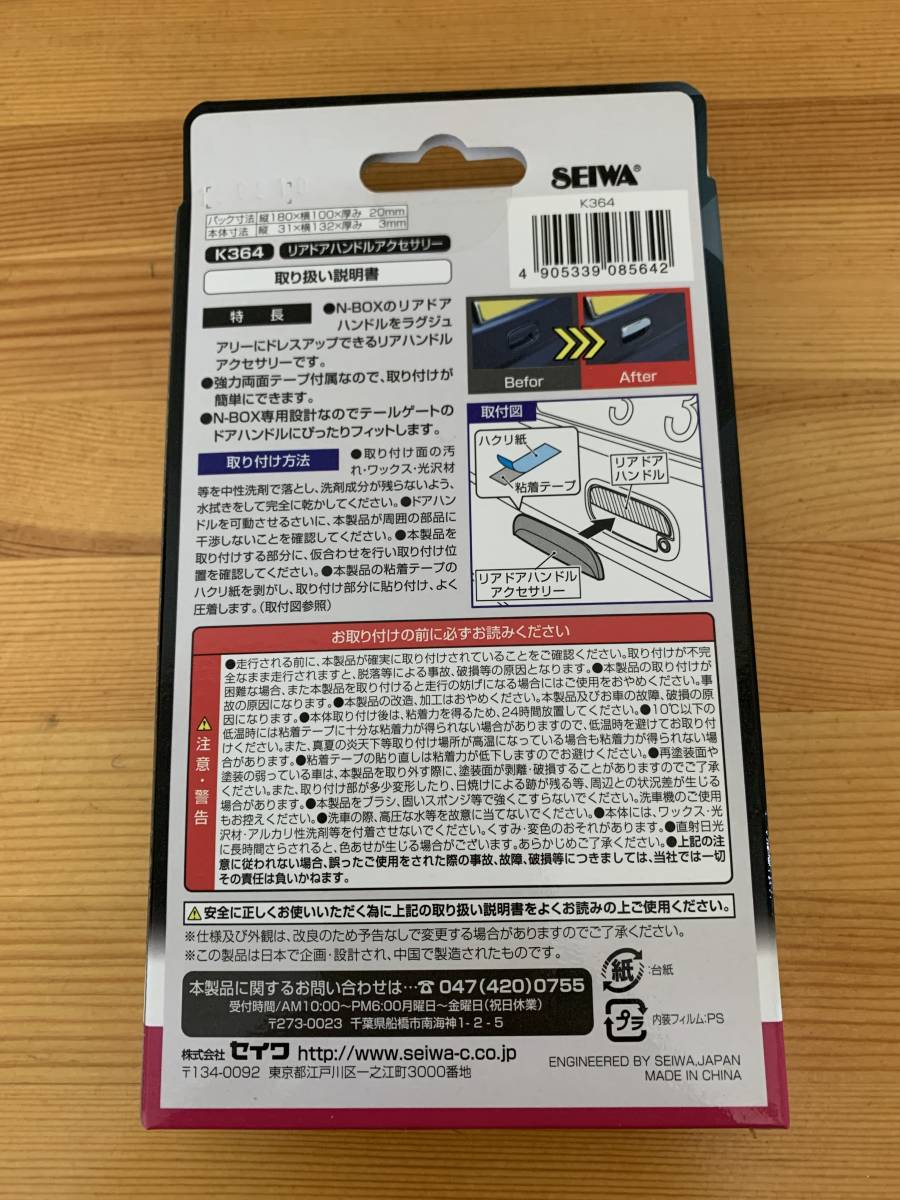 SEIWA®
K364
4 905339 085642
パック寸法 縦180×横100×厚み 20mm
本体寸法 縦 31×横132×厚み 3mm
K364 リアドアハンドルアクセサリー
取り扱い説明書
特 長
●N-BOXのリアドア
ハンドルをラグジュ
アリーにドレスアップできるリアハンドル
アクセサリーです。
●強力両面テープ付属なので、取り付けが
簡単にできます。
●N-BOX専用設計なのでテールゲートの
ドアハンドルにぴったりフィットします。
Befor
After
取付図
ハクリ紙
粘着テープ
リアドア
ハンドル
リアドアハンドル
アクセサリー
取り付け方法
●取り付け面の汚
れ・ワックス・光沢材
等を中性洗剤で落とし、洗剤成分が残らないよう、
水拭きをして完全に乾かしてください。●ドアハン
ドルを可動させるさいに、本製品が周囲の部品に
干渉しないことを確認してください。●本製品を
取り付けする部分に、仮合わせを行い取り付け位
置を確認してください。●本製品の粘着テープの
ハクリ紙を剥がし、取り付け部分に貼り付け、よく
圧着します。(取付図参照)
お取り付けの前に必ずお読みください
注意・警告
●走行される前に、本製品が確実に取り付けされていることをご確認ください。取り付けが不完
全なまま走行されますと、脱落等による事故、破損等の原因となります。●本製品の取り付けが
困難な場合、また本製品を取り付けると走行の妨げになる場合にはご使用をおやめください。事
故の原因になります。●本製品の改造、加工はおやめください。本製品及びお車の故障、破損の原
因になります。●本体取り付け後は、粘着力を得るため、24時間放置してください。●10℃以下の
低温時には粘着テープに十分な粘着力が得られない場合がありますので、低温時を避けてお取り付
けください。また、真夏の炎天下等取り付け場所が高温になっている場合も粘着力が得られない場
合があります。●粘着テープの貼り直しは粘着力が低下しますのでお避けください。●再塗装面や
塗装の弱っている車は、本製品を取り外す際に、塗装面が剥離・破損することがありますのでご了承
ください。また、取り付け部が多少変形したり、日焼けによる跡が残る等、周辺との状況差が生じる
場合があります。●本製品をブラシ、固いスポンジ等で強くこすらないでください。洗車機のご使用
もお控えください。●洗車の際、高圧な水等を故意に当てないでください。●本体には、ワックス・光
沢材・アルカリ性洗剤等を付着させないでください。くすみ・変色のおそれがあります。●直射日光
に長時間さらされると、色あせが生じる場合がございます。あらかじめご了承ください。●上記の注
意に従われない場合、誤ったご使用をされた際の事故、故障、破損等につきましては、当社では一切
その責任は負いかねます。
安全に正しくお使いいただく為に上記の取り扱い説明書をよくお読みの上ご使用ください。
※仕様及び外観は、改良のため予告なしで変更する場合がありますのでご了承ください。
※この製品は日本で企画・設計され、中国で製造されたものです。
本製品に関するお問い合わせは…☎047(420)0755
受付時間/AM10:00〜PM6:00月曜日〜金曜日(祝日休業)
〒273-0023 千葉県船橋市南海神1-2-5
紙 :台紙
プラ 内装フィルム:PS
株式会社 セイワ http://www.seiwa-c.co.jp
〒134-0092 東京都江戸川区一之江町3000番地
ENGINEERED BY SEIWA.JAPAN
MADE IN CHINA